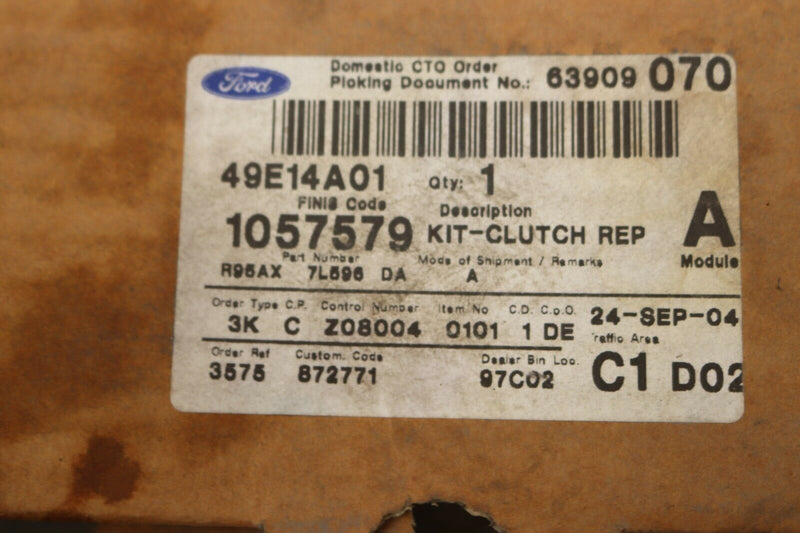 Ford
Domestic CTO Order
Picking Document No.: 63909 070
49E14A01 Qty: 1
FINIS Code Description
1057579 KIT-CLUTCH REP A
Part Number Mode of Shipment / Remarks Module
R95AX 7L596 DA A
Order Type C.P. Control Number Item No C.D. C.o.O. 24-SEP-04
3K C Z08004 0101 1 DE raffic Area
Order Ref Custom. Code Dealer Bin Loc. C1 D02
3575 872771 97C02